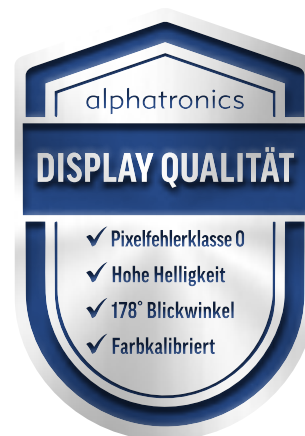 alphatronics
DISPLAY QUALITÄT
✓ Pixelfehlerklasse 0
✓ Hohe Helligkeit
✓ 178° Blickwinkel
✓ Farbkalibriert